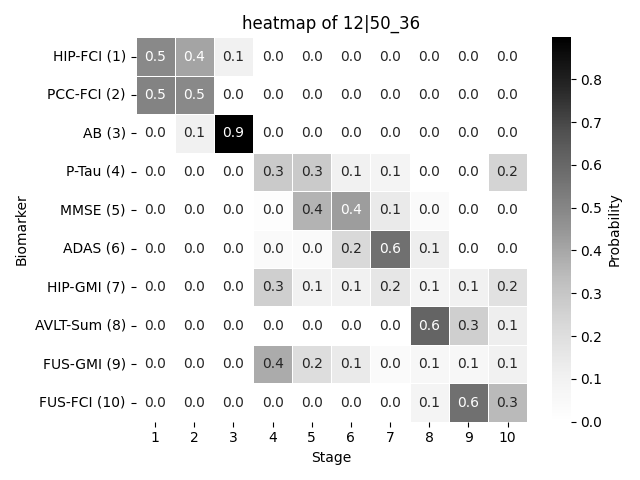 heatmap of 12|50_36
HIP-FCI (1) 0.5 0.4 0.1 0.0 0.0 0.0 0.0 0.0 0.0 0.0
PCC-FCI (2) 0.5 0.5 0.0 0.0 0.0 0.0 0.0 0.0 0.0 0.0
AB (3) 0.0 0.1 0.9 0.0 0.0 0.0 0.0 0.0 0.0 0.0
P-Tau (4) 0.0 0.0 0.0 0.3 0.3 0.1 0.1 0.0 0.0 0.2
MMSE (5) 0.0 0.0 0.0 0.0 0.4 0.4 0.1 0.0 0.0 0.0
ADAS (6) 0.0 0.0 0.0 0.0 0.0 0.2 0.6 0.1 0.0 0.0
HIP-GMI (7) 0.0 0.0 0.0 0.3 0.1 0.1 0.2 0.1 0.1 0.2
AVLT-Sum (8) 0.0 0.0 0.0 0.0 0.0 0.0 0.0 0.6 0.3 0.1
FUS-GMI (9) 0.0 0.0 0.0 0.4 0.2 0.1 0.0 0.1 0.1 0.1
FUS-FCI (10) 0.0 0.0 0.0 0.0 0.0 0.0 0.0 0.1 0.6 0.3
1 2 3 4 5 6 7 8 9 10
Stage
Biomarker
0.8
0.7
0.6
0.5
0.4
0.3
0.2
0.1
0.0
Probability